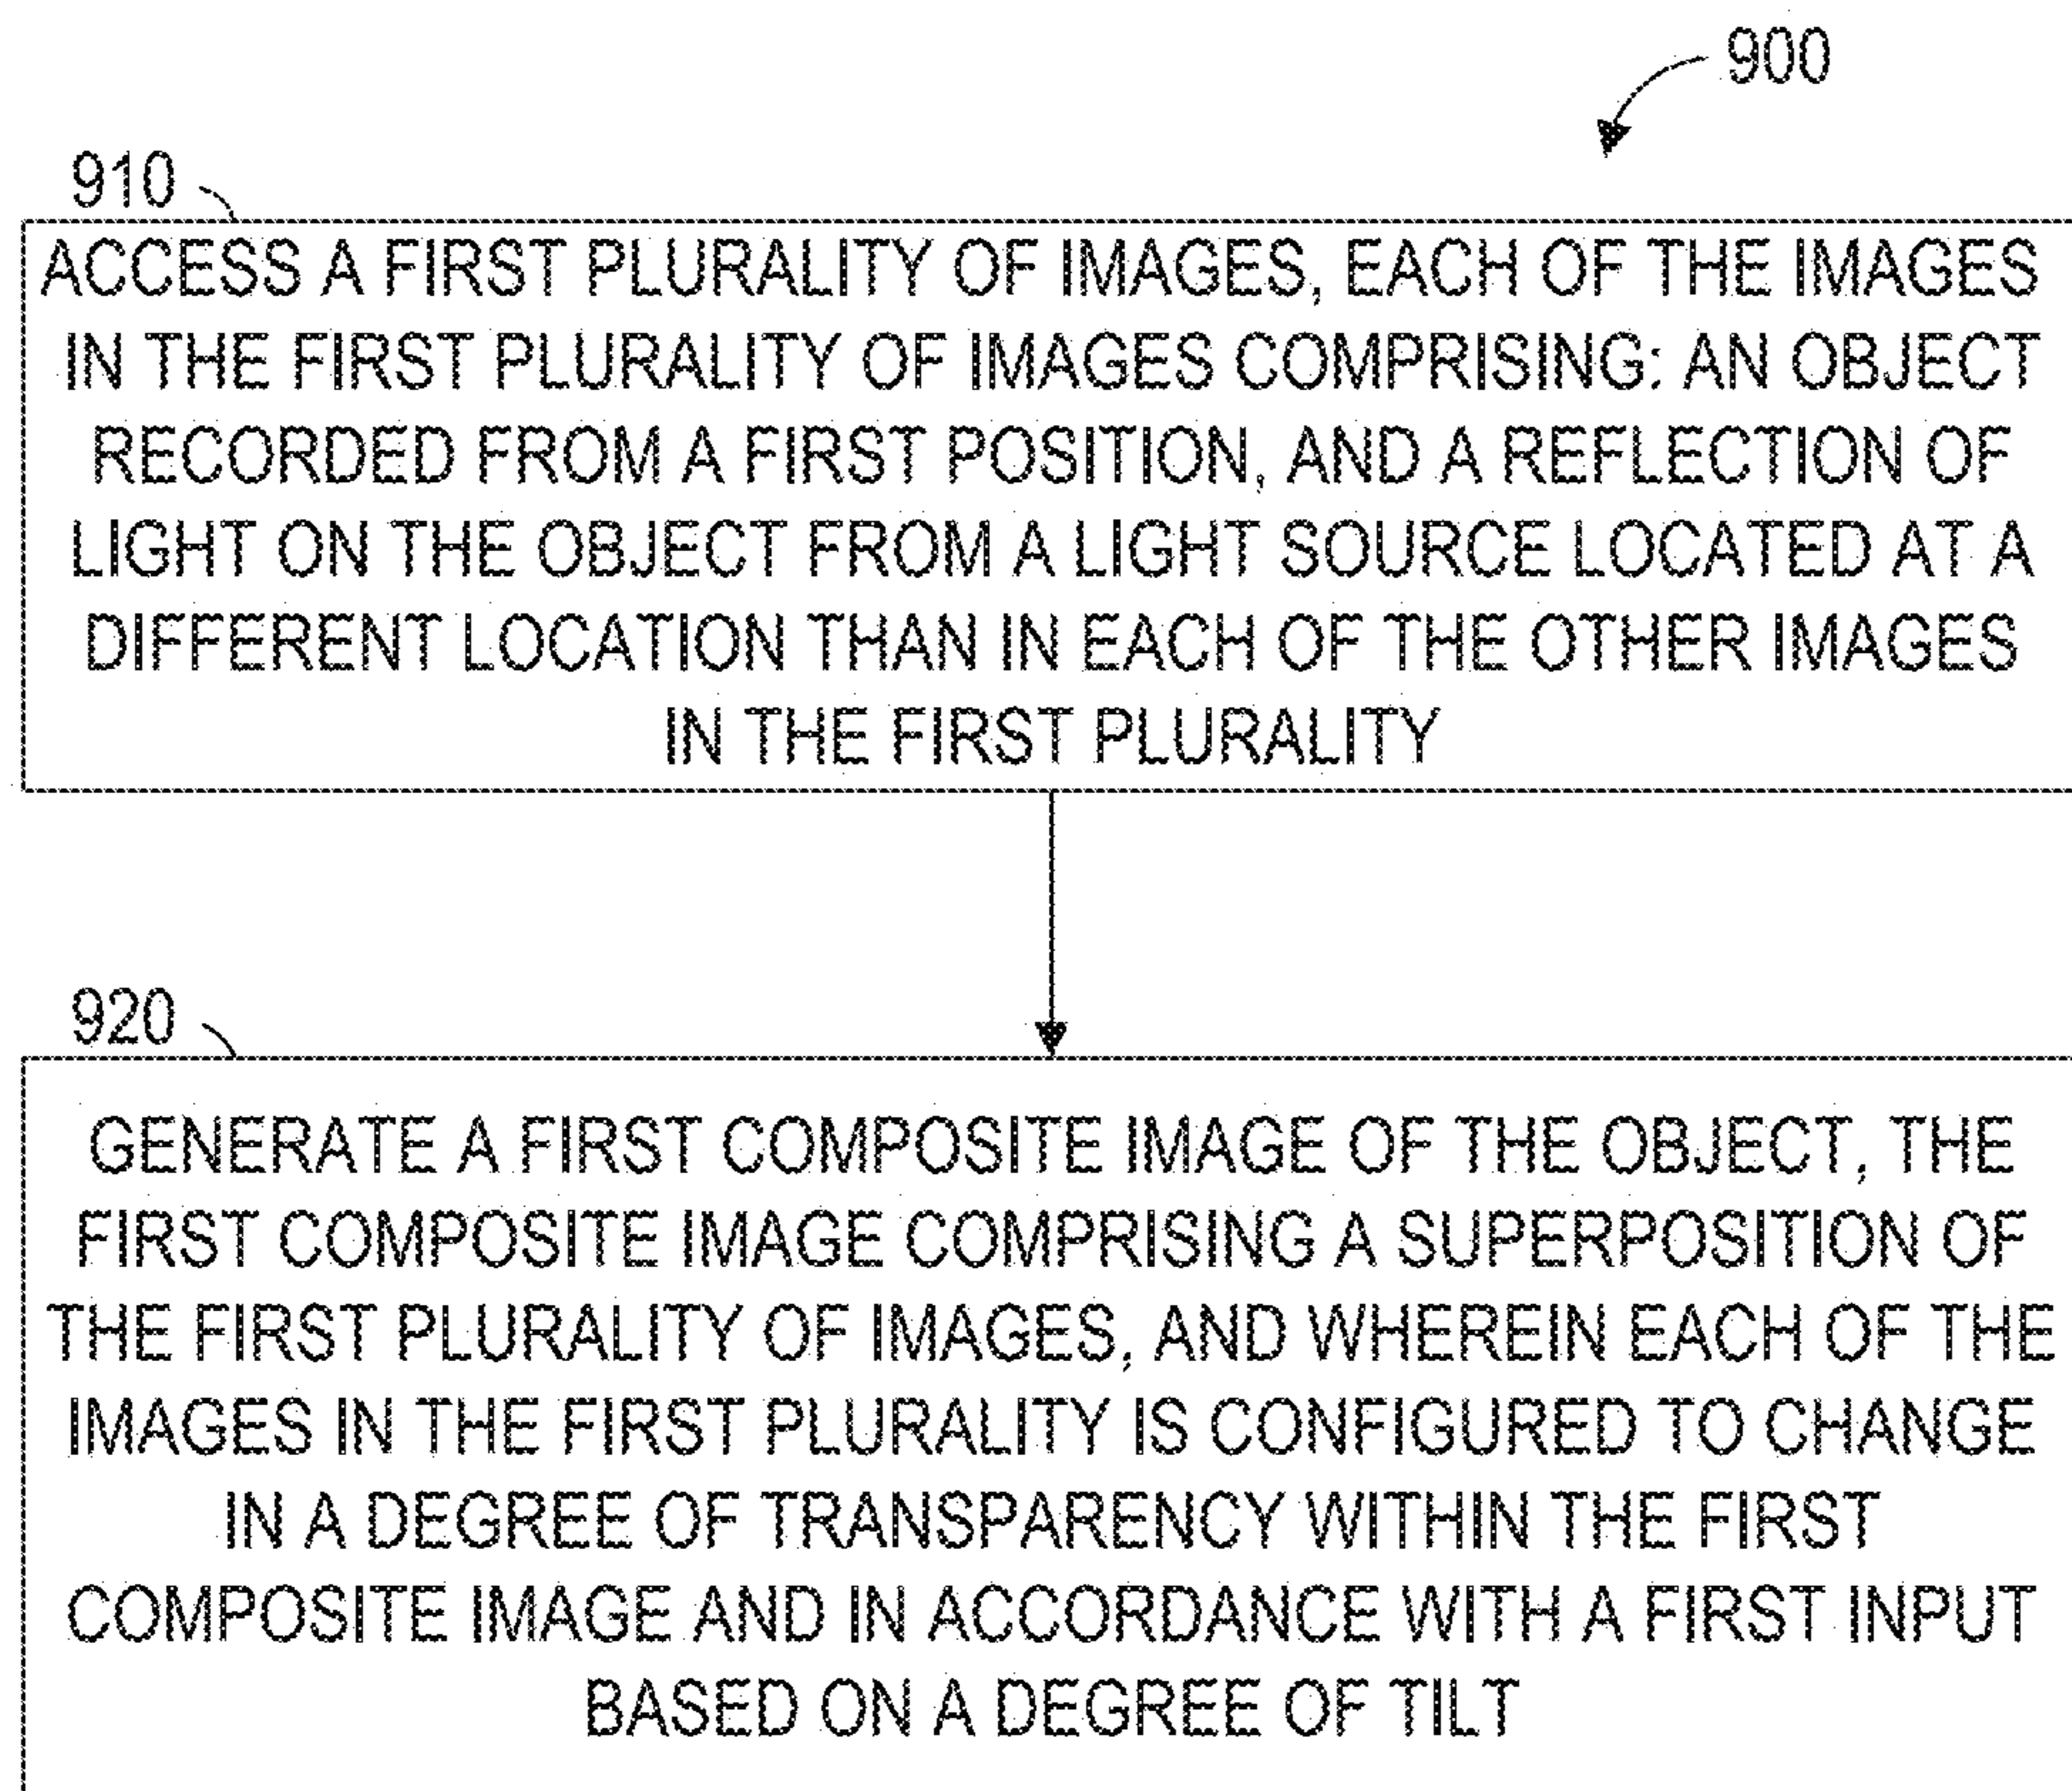 900
910
ACCESS A FIRST PLURALITY OF IMAGES, EACH OF THE IMAGES
IN THE FIRST PLURALITY OF IMAGES COMPRISING: AN OBJECT
RECORDED FROM A FIRST POSITION, AND A REFLECTION OF
LIGHT ON THE OBJECT FROM A LIGHT SOURCE LOCATED AT A
DIFFERENT LOCATION THAN IN EACH OF THE OTHER IMAGES
IN THE FIRST PLURALITY
920
GENERATE A FIRST COMPOSITE IMAGE OF THE OBJECT, THE
FIRST COMPOSITE IMAGE COMPRISING A SUPERPOSITION OF
THE FIRST PLURALITY OF IMAGES, AND WHEREIN EACH OF THE
IMAGES IN THE FIRST PLURALITY IS CONFIGURED TO CHANGE
IN A DEGREE OF TRANSPARENCY WITHIN THE FIRST
COMPOSITE IMAGE AND IN ACCORDANCE WITH A FIRST INPUT
BASED ON A DEGREE OF TILT